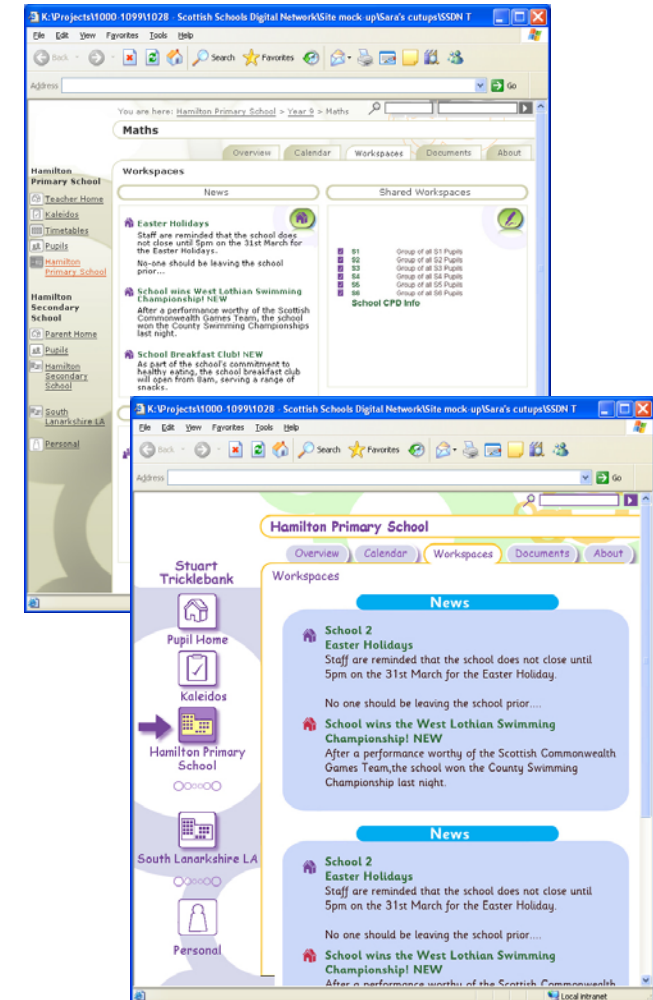 K:\Projects\1000-1099\1028 - Scottish Schools Digital Network\Site mock-up\Sara's cutups\SSDN T
File Edit View Favorites Tools Help
Back Search Favorites
Address Go
You are here: Hamilton Primary School > Year 9 > Maths
Maths
Overview Calendar Workspaces Documents About
Hamilton
Primary School
Teacher Home
Kaleidos
Timetables
Pupils
Hamilton
Primary School
Hamilton
Secondary
School
Parent Home
Pupils
Hamilton
Secondary
School
South
Lanarkshire LA
Personal
Workspaces
News
Easter Holidays
Staff are reminded that the school does
not close until 5pm on the 31st March for
the Easter Holidays.
No-one should be leaving the school
prior...
School wins West Lothian Swimming
Championship! NEW
After a performance worthy of the Scottish
Commonwealth Games Team, the school
won the County Swimming Championships
last night.
School Breakfast Club! NEW
As part of the school's commitment to
healthy eating, the school breakfast club
will open from 8am, serving a range of
snacks.
Shared Workspaces
S1 Group of all S1 Pupils
S2 Group of all S2 Pupils
S3 Group of all S3 Pupils
S4 Group of all S4 Pupils
S5 Group of all S5 Pupils
S6 Group of all S6 Pupils
School CPD Info
K:\Projects\1000-1099\1028 - Scottish Schools Digital Network\Site mock-up\Sara's cutups\SSDN T
File Edit View Favorites Tools Help
Back Search Favorites
Address Go
Hamilton Primary School
Overview Calendar Workspaces Documents About
Stuart
Tricklebank
Pupil Home
Kaleidos
Hamilton Primary
School
South Lanarkshire LA
Personal
Workspaces
News
School 2
Easter Holidays
Staff are reminded that the school does not close until
5pm on the 31st March for the Easter Holiday.
No one should be leaving the school prior....
School wins the West Lothian Swimming
Championship! NEW
After a performance worthy of the Scottish Commonwealth
Games Team,the school won the County Swimming
Championship last night.
News
School 2
Easter Holidays
Staff are reminded that the school does not close until
5pm on the 31st March for the Easter Holiday.
No one should be leaving the school prior....
School wins the West Lothian Swimming
Championship! NEW
After a performance worthy of the Scottish Commonwealth
Local intranet